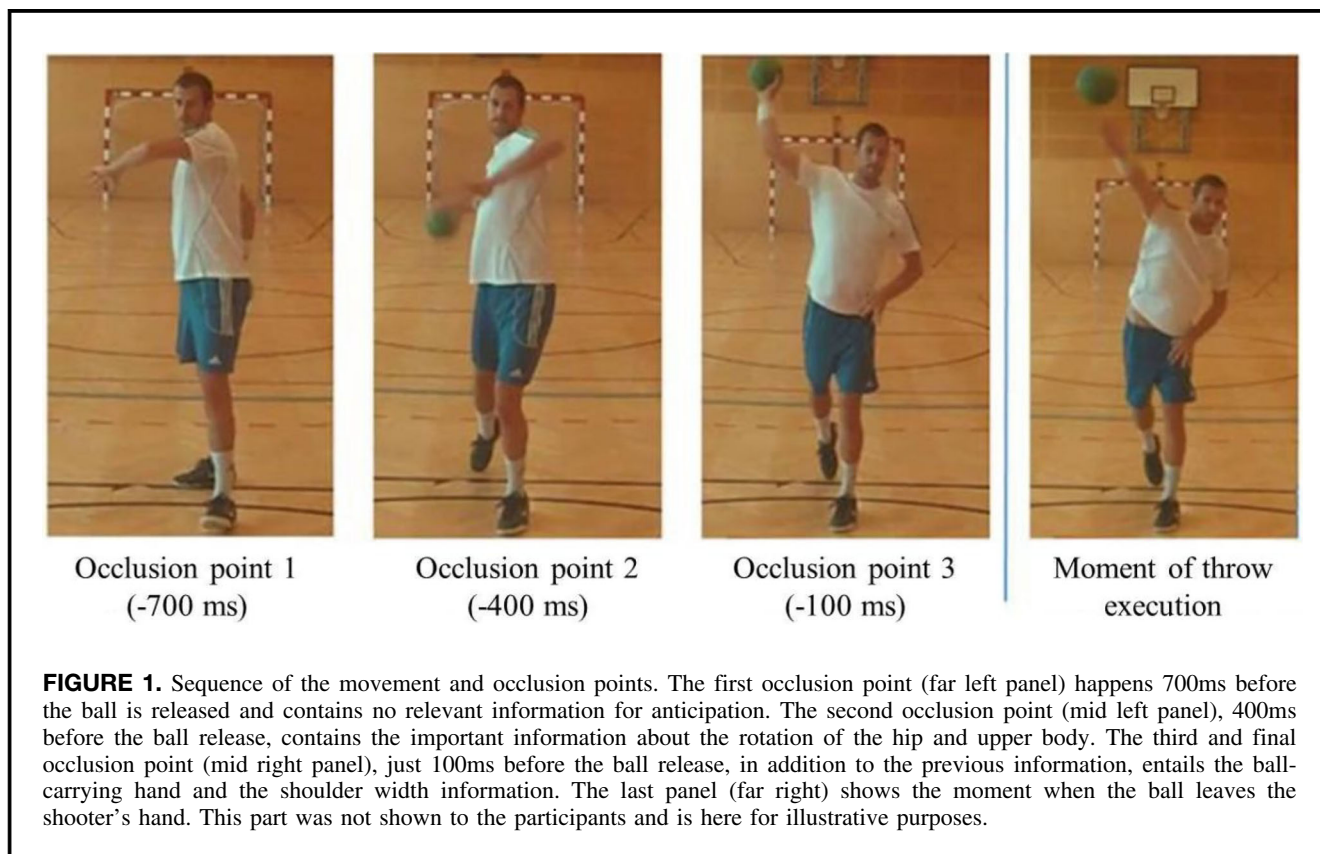 Occlusion point 1
(-700 ms)
Occlusion point 2
(-400 ms)
Occlusion point 3
(-100 ms)
Moment of throw
execution
FIGURE 1. Sequence of the movement and occlusion points. The first occlusion point (far left panel) happens 700ms before
the ball is released and contains no relevant information for anticipation. The second occlusion point (mid left panel), 400ms
before the ball release, contains the important information about the rotation of the hip and upper body. The third and final
occlusion point (mid right panel), just 100ms before the ball release, in addition to the previous information, entails the ball-
carrying hand and the shoulder width information. The last panel (far right) shows the moment when the ball leaves the
shooter's hand. This part was not shown to the participants and is here for illustrative purposes.